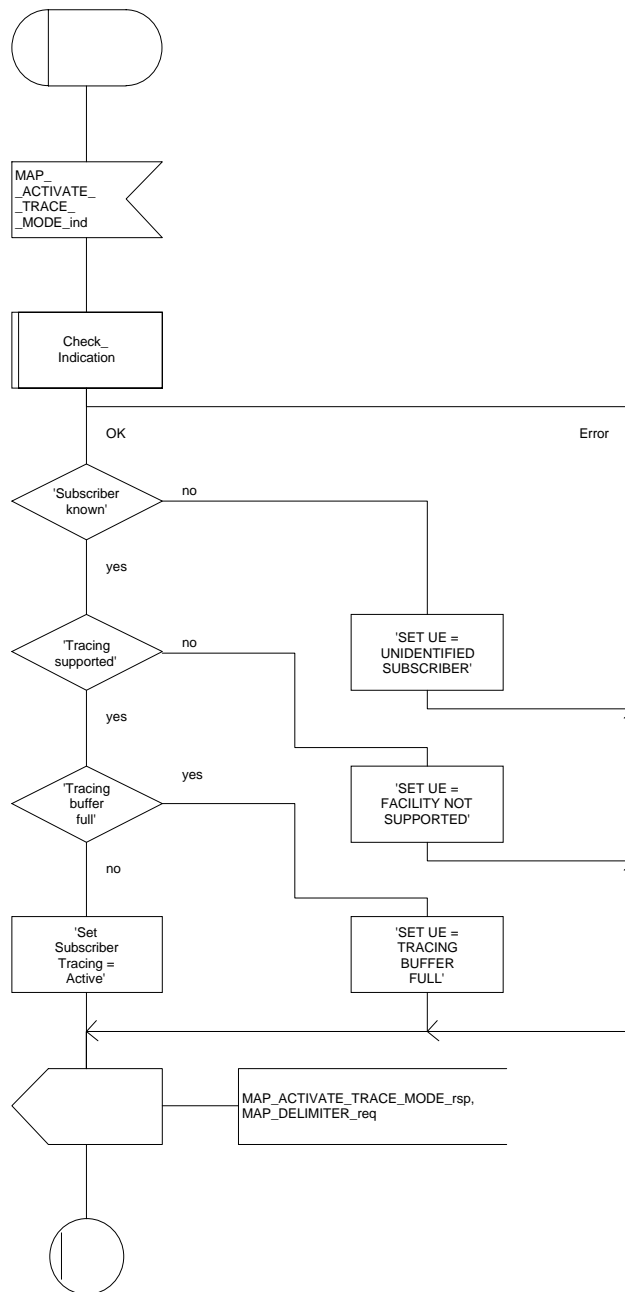 MAP_
_ACTIVATE_
_TRACE_
_MODE_ind
Check_
Indication
OK
Error
'Subscriber
known'
no
yes
'SET UE =
UNIDENTIFIED
SUBSCRIBER'
'Tracing
supported'
no
yes
'SET UE =
FACILITY NOT
SUPPORTED'
'Tracing
buffer
full'
yes
no
'Set
Subscriber
Tracing =
Active'
'SET UE =
TRACING
BUFFER
FULL'
MAP_ACTIVATE_TRACE_MODE_rsp,
MAP_DELIMITER_req